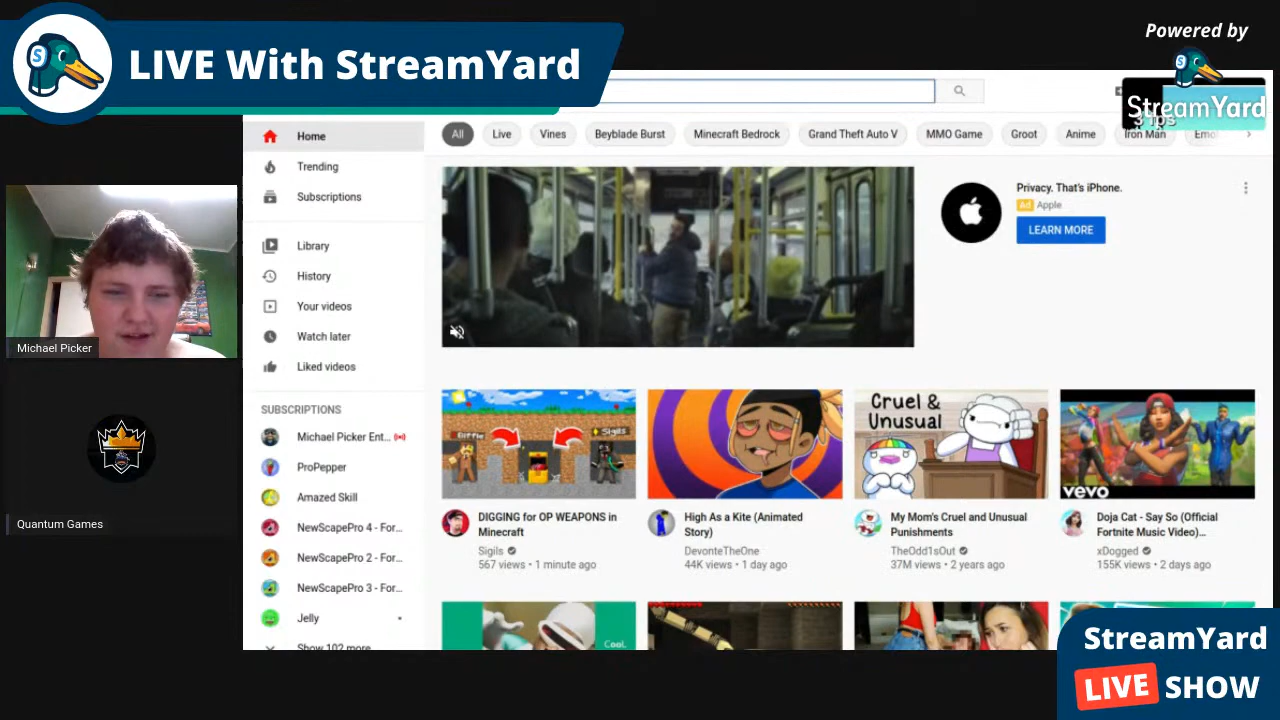 LIVE With StreamYard
Powered by
StreamYard
Home
Trending
Subscriptions
Library
History
Your videos
Watch later
Liked videos
SUBSCRIPTIONS
Michael Picker Ent...
ProPepper
Amazed Skill
NewScapePro 4 - For...
NewScapePro 2 - For...
NewScapePro 3 - For...
Jelly
Show 102 more
All Live Vines Beyblade Burst Minecraft Bedrock Grand Theft Auto V MMO Game Groot Anime Iron Man
Privacy. That's iPhone.
Ad Apple
LEARN MORE
Michael Picker
Quantum Games
Sigils
Cruel &
Unusual
vevo
DIGGING for OP WEAPONS in
Minecraft
Sigils
567 views • 1 minute ago
High As a Kite (Animated
Story)
DevonteTheOne
44K views • 1 day ago
My Mom's Cruel and Unusual
Punishments
TheOdd1sOut
37M views • 2 years ago
Doja Cat - Say So (Official
Fortnite Music Video)...
xDogged
155K views • 2 days ago
CooL
StreamYard
LIVE SHOW